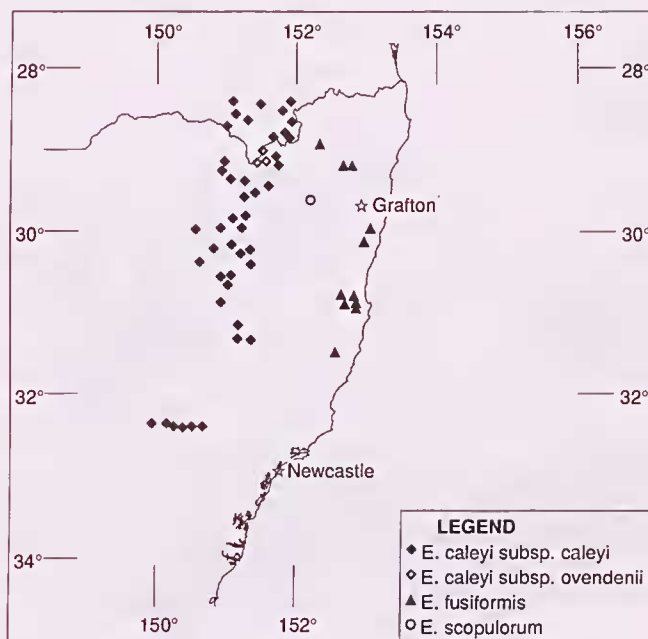 150° 152° 154° 156°
28° 28°
Grafton
30° 30°
32° 32°
Newcastle
34° 34°
LEGEND
E. caleyi subsp. caleyi
E. caleyi subsp. ovendenii
E. fusiformis
E. scopulorum
150° 152°